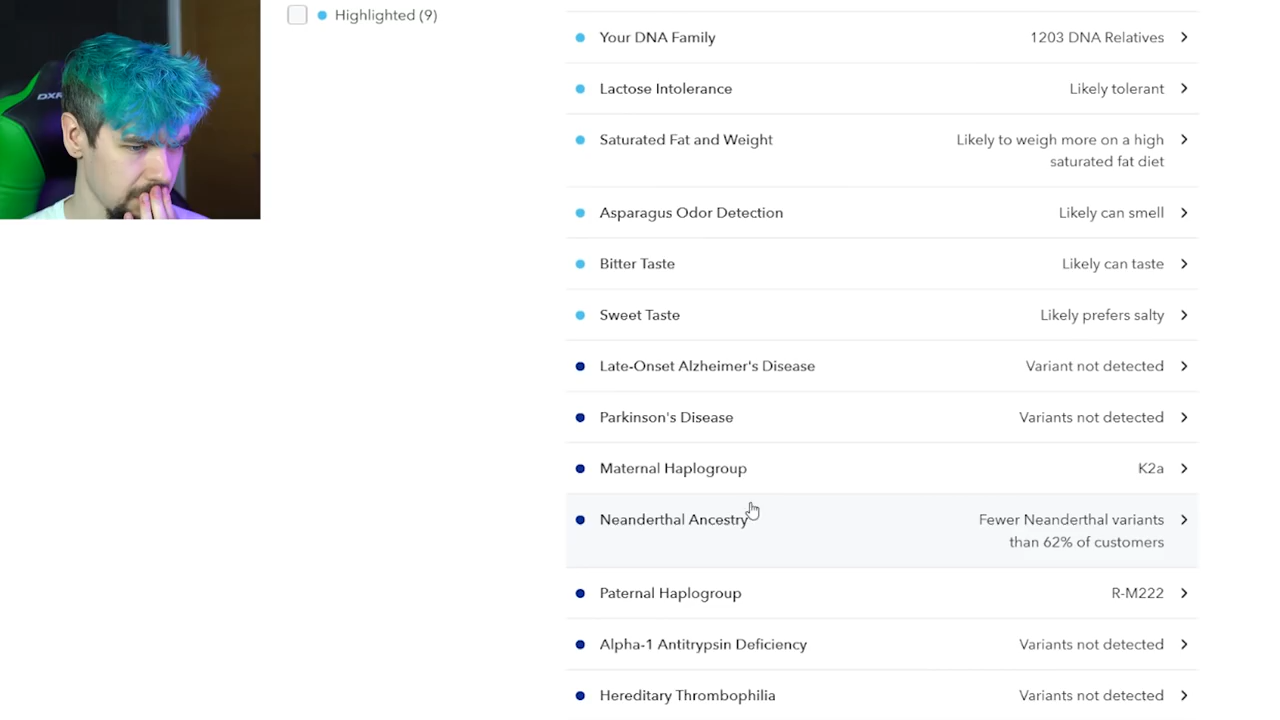 Highlighted (9)
DXR
Your DNA Family 1203 DNA Relatives
Lactose Intolerance Likely tolerant
Saturated Fat and Weight Likely to weigh more on a high
saturated fat diet
Asparagus Odor Detection Likely can smell
Bitter Taste Likely can taste
Sweet Taste Likely prefers salty
Late-Onset Alzheimer's Disease Variant not detected
Parkinson's Disease Variants not detected
Maternal Haplogroup K2a
Neanderthal Ancestry Fewer Neanderthal variants
than 62% of customers
Paternal Haplogroup R-M222
Alpha-1 Antitrypsin Deficiency Variants not detected
Hereditary Thrombophilia Variants not detected